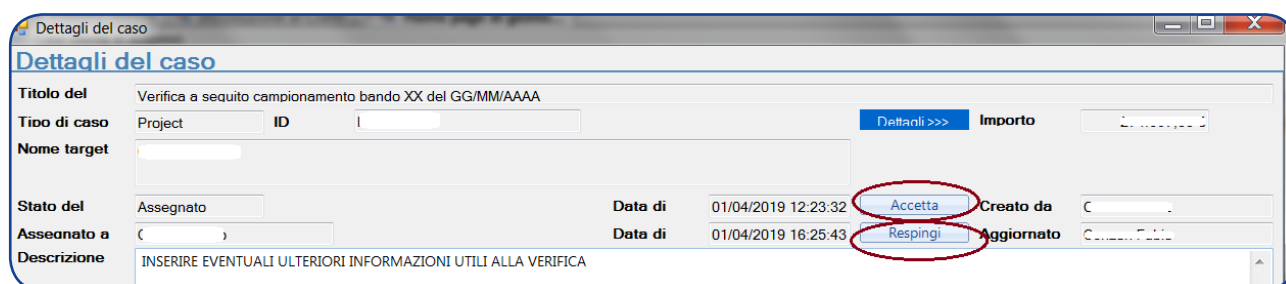 Dettagli del caso
Dettagli del caso
Titolo del Verifica a seguito campionamento bando XX del GG/MM/AAAA
Tipo di caso Project ID Dettagli >>> Importo
Nome target
Stato del Assegnato Data di 01/04/2019 12:23:32 Accetta Creato da
Assegnato a Data di 01/04/2019 16:25:43 Respingi Aggiornato
Descrizione INSERIRE EVENTUALI ULTERIORI INFORMAZIONI UTILI ALLA VERIFICA